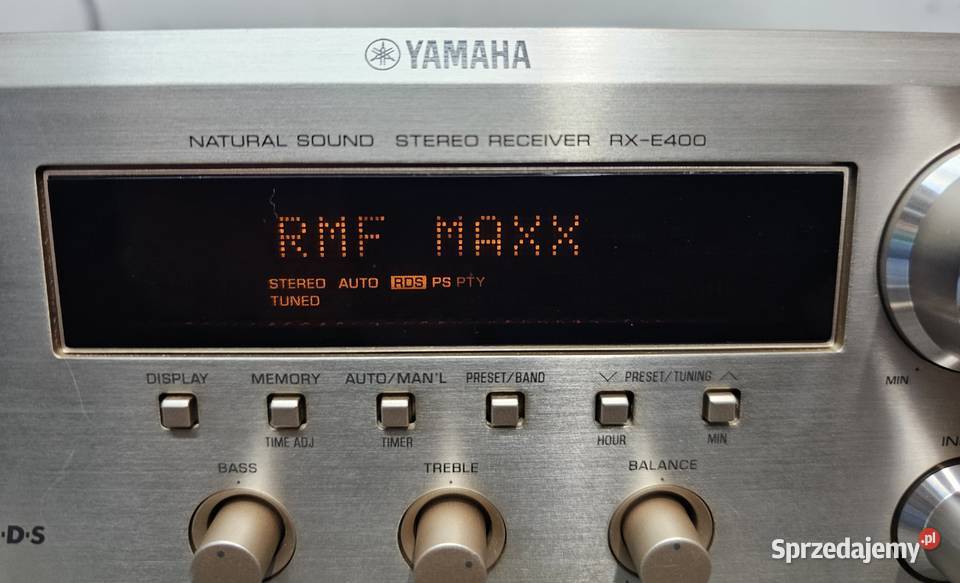 YAMAHA
NATURAL SOUND STEREO RECEIVER RX-E400
RMF MAXX
STEREO AUTO RDS PS PTY
TUNED
MIN
DISPLAY MEMORY AUTO/MAN'L PRESET/BAND PRESET/TUNING
TIME ADJ TIMER HOUR MIN
BASS TREBLE BALANCE
IN
·D·S
Sprzedajemy.pl